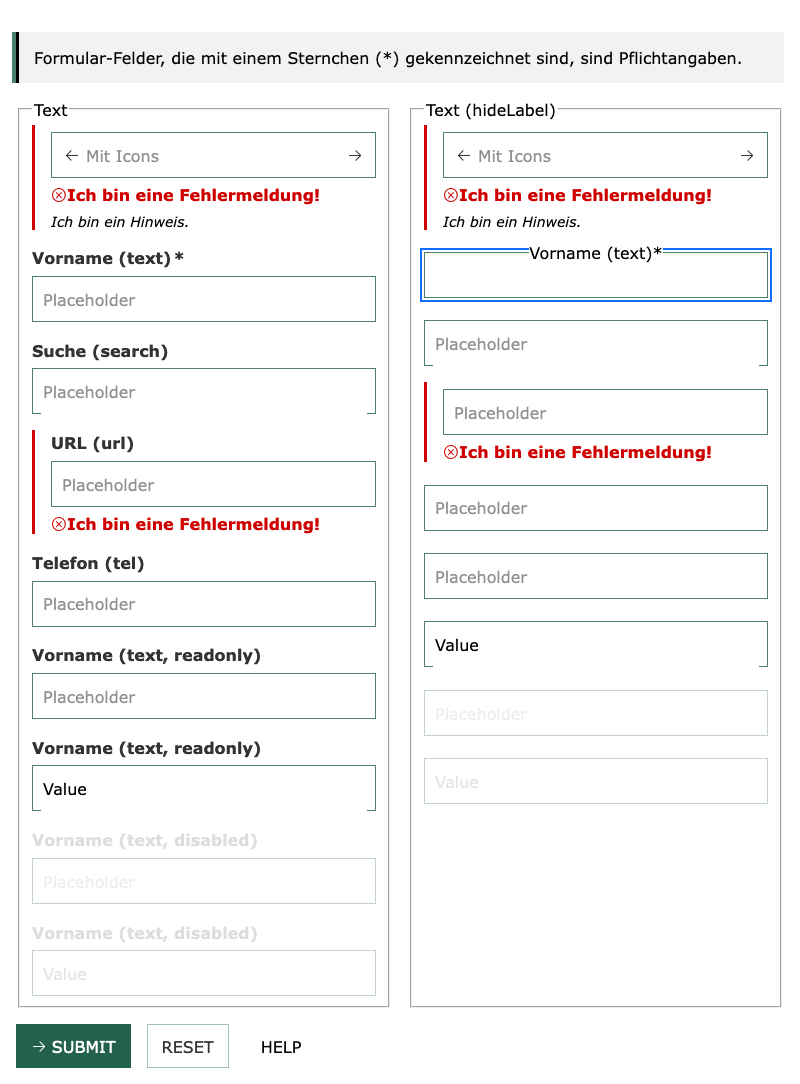 Formular-Felder, die mit einem Sternchen (*) gekennzeichnet sind, sind Pflichtangaben.
Text
Mit Icons
Ich bin eine Fehlermeldung!
Ich bin ein Hinweis.
Vorname (text)*
Placeholder
Suche (search)
Placeholder
URL (url)
Placeholder
Ich bin eine Fehlermeldung!
Telefon (tel)
Placeholder
Vorname (text, readonly)
Placeholder
Vorname (text, readonly)
Value
Vorname (text, disabled)
Placeholder
Vorname (text, disabled)
Value
Text (hideLabel)
Mit Icons
Ich bin eine Fehlermeldung!
Ich bin ein Hinweis.
Vorname (text)*
Placeholder
Placeholder
Ich bin eine Fehlermeldung!
Placeholder
Placeholder
Value
Placeholder
Value
→ SUBMIT
RESET
HELP